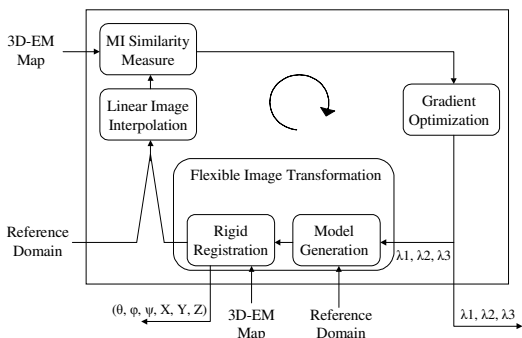 3D-EM
Map
MI Similarity
Measure
Linear Image
Interpolation
Gradient
Optimization
Flexible Image Transformation
Reference
Domain
Rigid
Registration
Model
Generation
λ1, λ2, λ3
(θ, φ, ψ, X, Y, Z)
3D-EM
Map
Reference
Domain
λ1, λ2, λ3